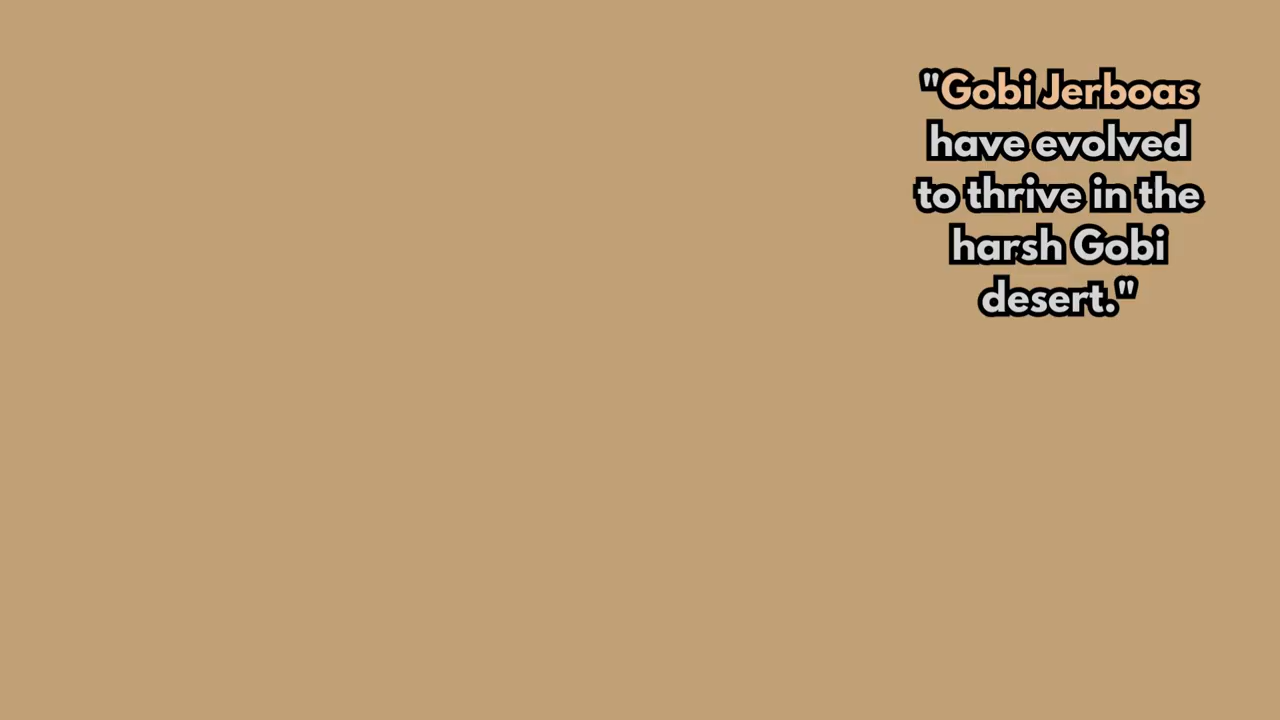 "Gobi Jerboas
have evolved
to thrive in the
harsh Gobi
desert."